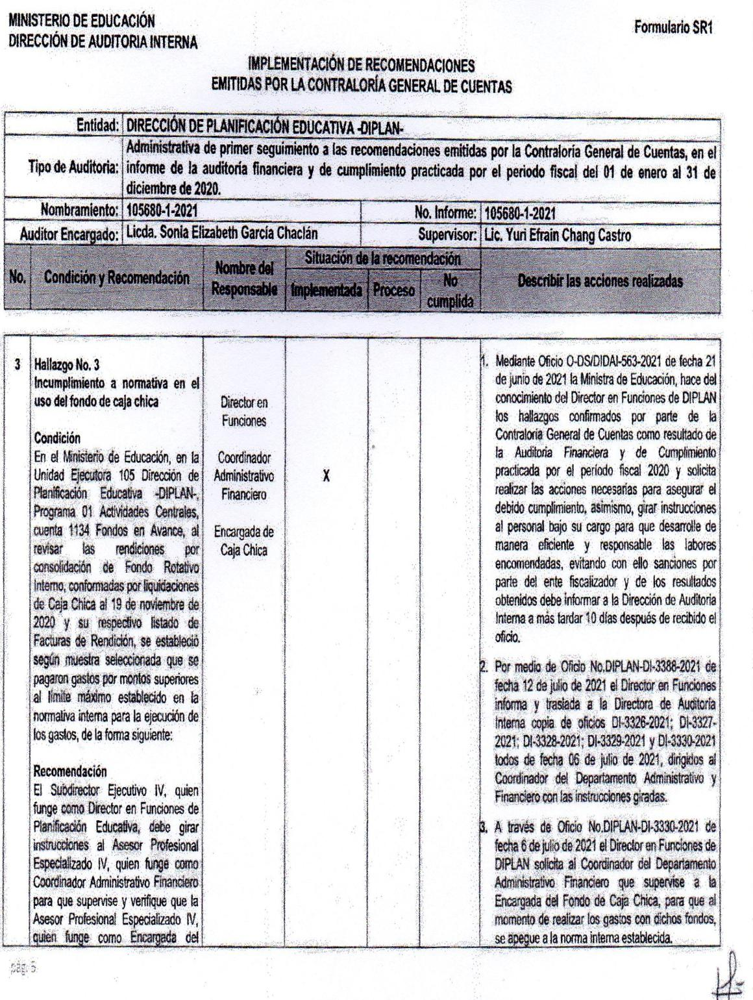 MINISTERIO DE EDUCACIÓN
DIRECCIÓN DE AUDITORIA INTERNA
Formulario SR1
IMPLEMENTACIÓN DE RECOMENDACIONES
EMITIDAS POR LA CONTRALORÍA GENERAL DE CUENTAS
Entidad: DIRECCIÓN DE PLANIFICACIÓN EDUCATIVA -DIPLAN-
Tipo de Auditoria: Administrativa de primer seguimiento a las recomendaciones emitidas por la Contraloría General de Cuentas, en el
informe de la auditoría financiera y de cumplimiento practicada por el periodo fiscal del 01 de enero al 31 de
diciembre de 2020.
Nombramiento: 105680-1-2021 No. Informe: 105680-1-2021
Auditor Encargado: Licda. Sonia Elizabeth García Chaclán Supervisor: Lic. Yuri Efrain Chang Castro
No. Condición y Recomendación Nombre del Responsable Situación de la recomendación Describir las acciones realizadas
Implementada Proceso No cumplida
3 Hallazgo No. 3
Incumplimiento a normativa en el
uso del fondo de caja chica
Condición
En el Ministerio de Educación, en la
Unidad Ejecutora 105 Dirección de
Planificación Educativa -DIPLAN-,
Programa 01 Actividades Centrales,
cuenta 1134 Fondos en Avance, al
revisar las rendiciones por
consolidación de Fondo Rotativo
Interno, conformadas por liquidaciones
de Caja Chica al 19 de noviembre de
2020 y su respectivo listado de
Facturas de Rendición, se estableció
según muestra seleccionada que se
pagaron gastos por montos superiores
al límite máximo establecido en la
normativa interna para la ejecución de
los gastos, de la forma siguiente:
Recomendación
El Subdirector Ejecutivo IV, quien
funge como Director en Funciones de
Planificación Educativa, debe girar
instrucciones al Asesor Profesional
Especializado IV, quien funge como
Coordinador Administrativo Financiero
para que supervise y verifique que la
Asesor Profesional Especializado IV,
quien funge como Encargada del
Director en
Funciones
Coordinador
Administrativo
Financiero
Encargada de
Caja Chica
X
1. Mediante Oficio O-DS/DIDAI-563-2021 de fecha 21
de junio de 2021 la Ministra de Educación, hace del
conocimiento del Director en Funciones de DIPLAN
los hallazgos confirmados por parte de la
Contraloría General de Cuentas como resultado de
la Auditoria Financiera y de Cumplimiento
practicada por el período fiscal 2020 y solicita
realizar las acciones necesarias para asegurar el
debido cumplimiento, asimismo, girar instrucciones
al personal bajo su cargo para que desarrolle de
manera eficiente y responsable las labores
encomendadas, evitando con ello sanciones por
parte del ente fiscalizador y de los resultados
obtenidos debe informar a la Dirección de Auditoria
Interna a más tardar 10 días después de recibido el
oficio.
2. Por medio de Oficio No.DIPLAN-DI-3388-2021 de
fecha 12 de julio de 2021 el Director en Funciones
informa y traslada a la Directora de Auditoría
Interna copia de oficios DI-3326-2021; DI-3327-
2021; DI-3328-2021; DI-3329-2021 y DI-3330-2021
todos de fecha 06 de julio de 2021, dirigidos al
Coordinador del Departamento Administrativo y
Financiero con las instrucciones giradas.
3. A través de Oficio No.DIPLAN-DI-3330-2021 de
fecha 6 de julio de 2021 el Director en Funciones de
DIPLAN solicita al Coordinador del Departamento
Administrativo Financiero que supervise a la
Encargada del Fondo de Caja Chica, para que al
momento de realizar los gastos con dichos fondos,
se apegue a la norma interna establecida.
pág. 5